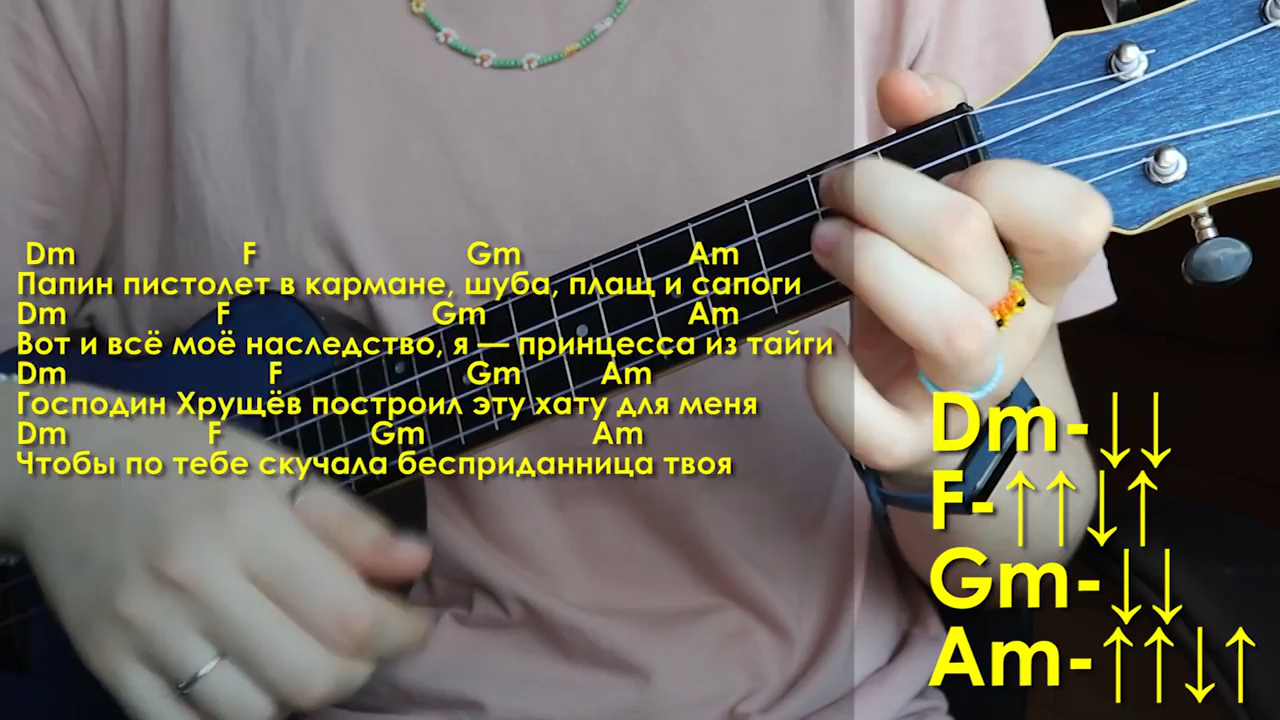 Dm F Gm Am
Папин пистолет в кармане, шуба, плащ и сапоги
Dm F Gm Am
Вот и всё моё наследство, я — принцесса из тайги
Dm F Gm Am
Господин Хрущёв построил эту хату для меня
Dm F Gm Am
Чтобы по тебе скучала бесприданница твоя
Dm-↓↓
F-↑↑↓↑
Gm-↓↓
Am-↑↑↓↑